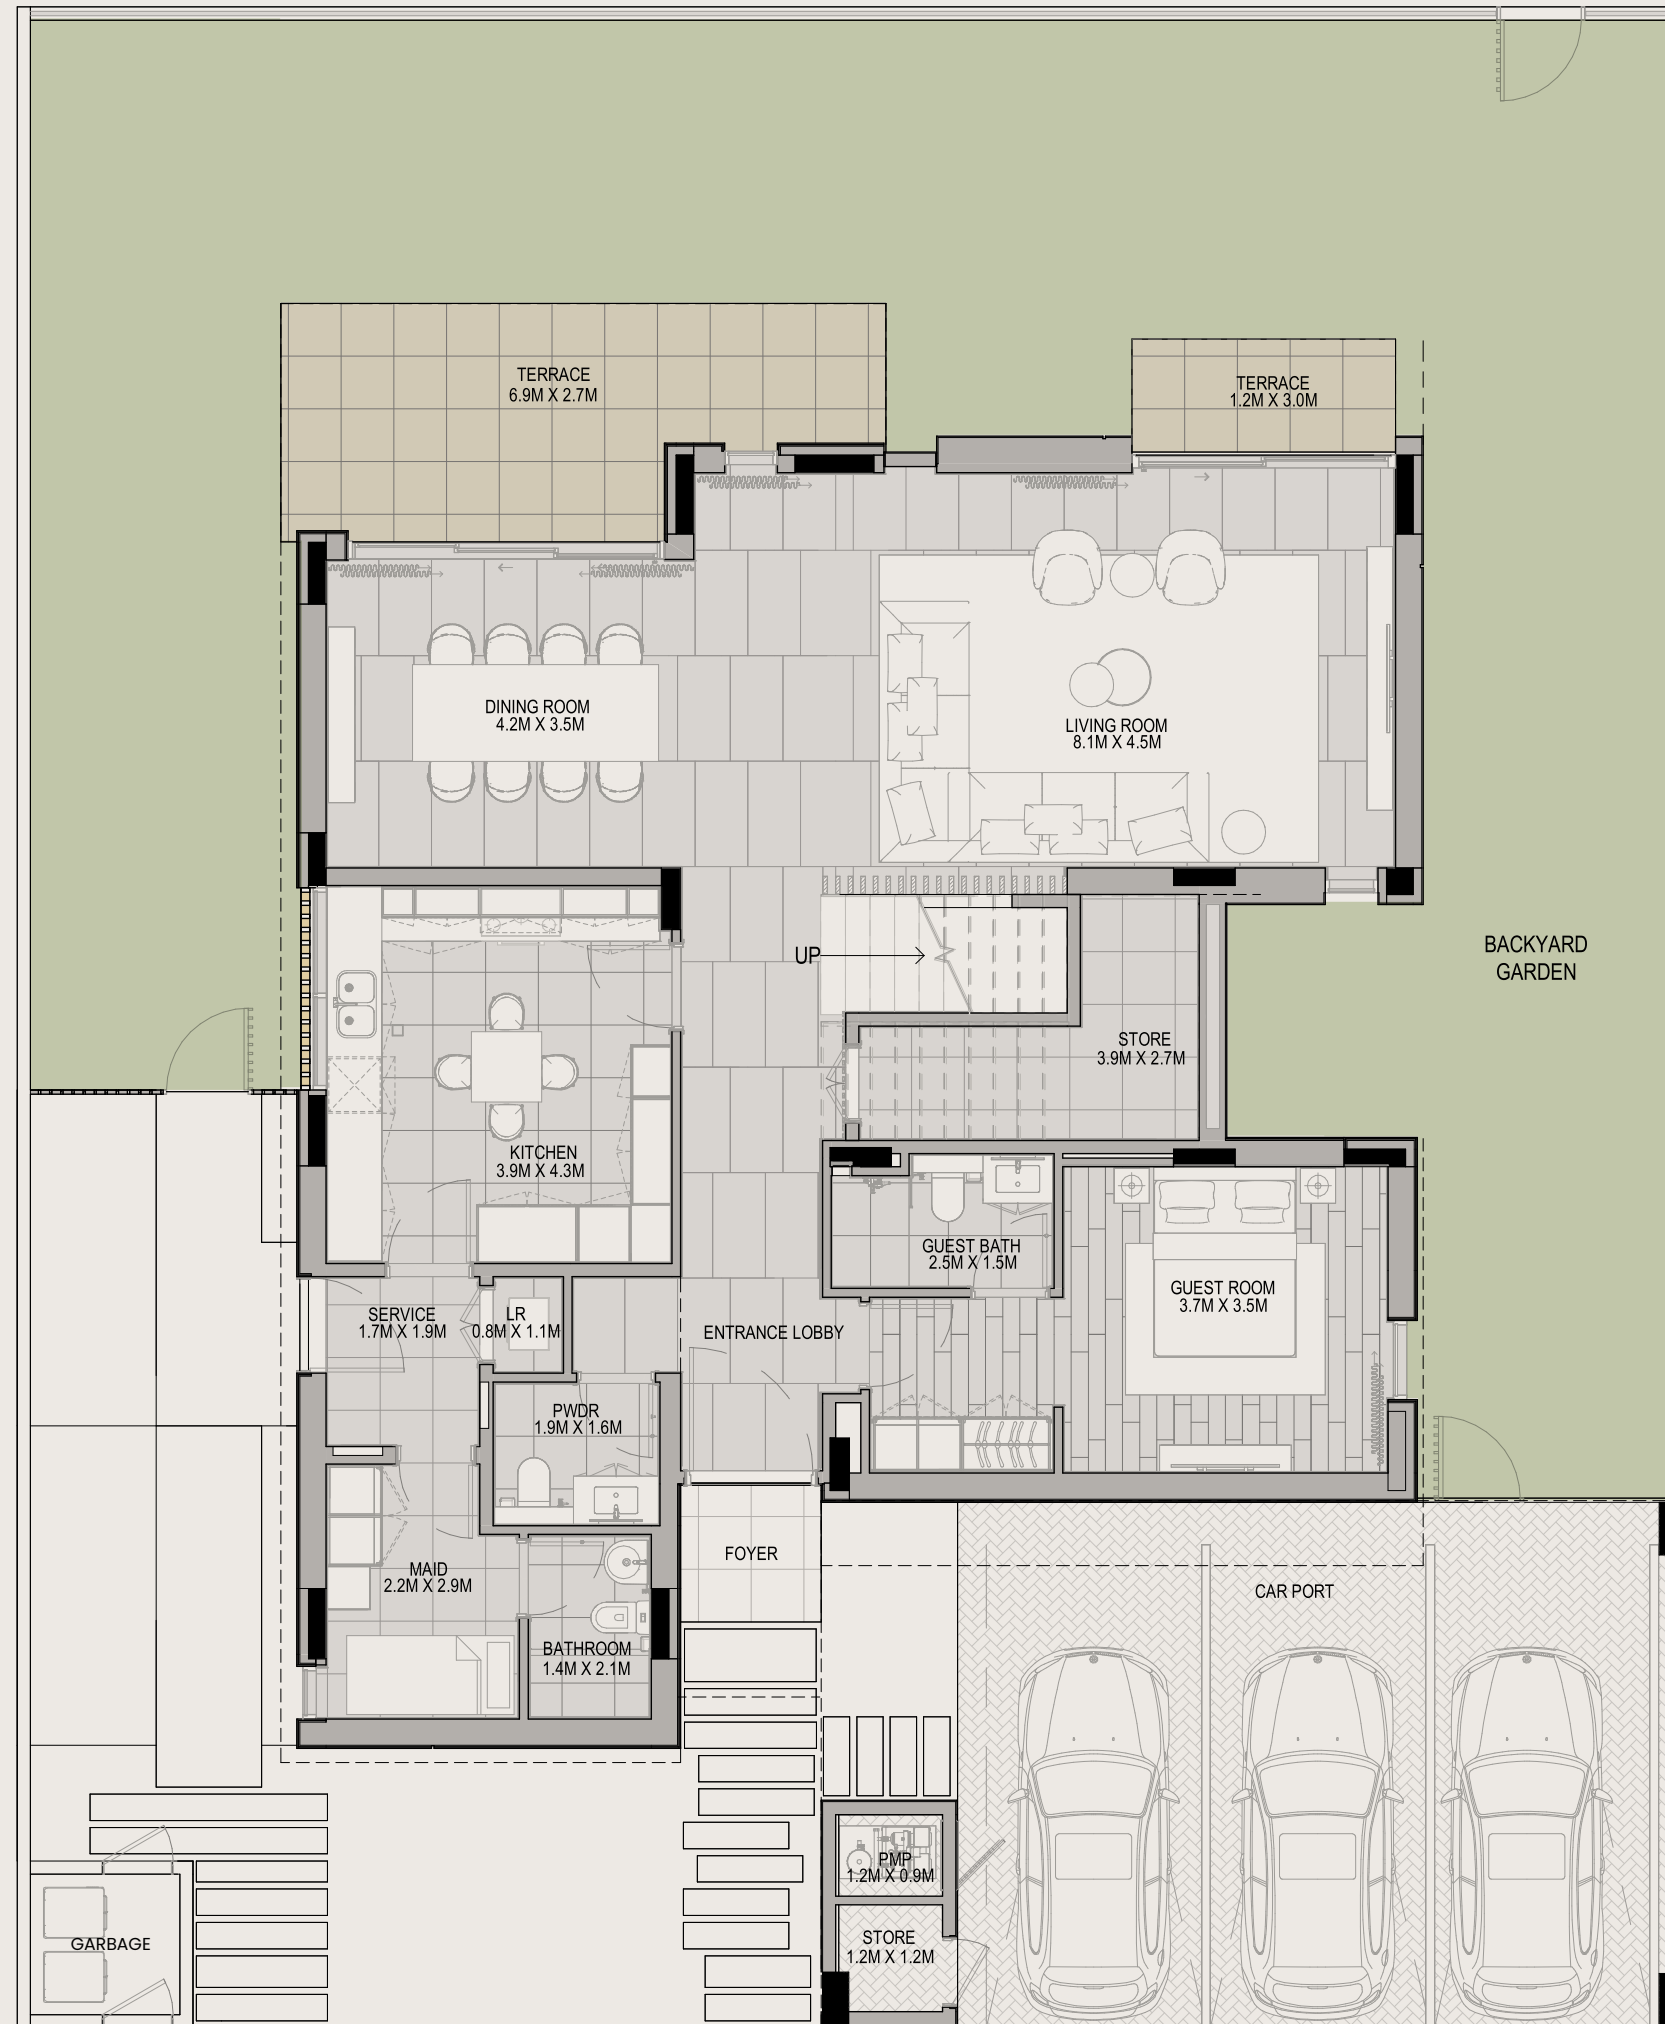 TERRACE
6.9M X 2.7M
TERRACE
1.2M X 3.0M
DINING ROOM
4.2M X 3.5M
LIVING ROOM
8.1M X 4.5M
BACKYARD
GARDEN
UP
STORE
3.9M X 2.7M
KITCHEN
3.9M X 4.3M
GUEST BATH
2.5M X 1.5M
GUEST ROOM
3.7M X 3.5M
SERVICE
1.7M X 1.9M
LR
0.8M X 1.1M
ENTRANCE LOBBY
PWDR
1.9M X 1.6M
FOYER
MAID
2.2M X 2.9M
CAR PORT
BATHROOM
1.4M X 2.1M
PMP
1.2M X 0.9M
STORE
1.2M X 1.2M
GARBAGE